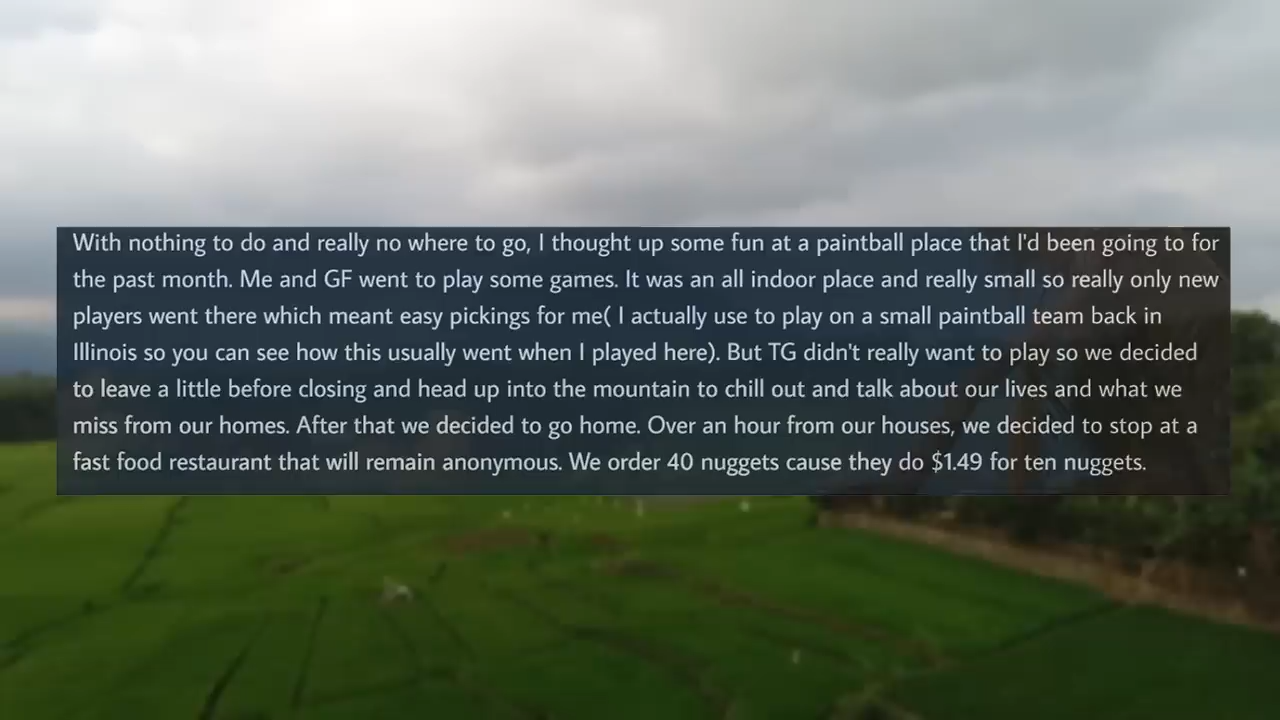 With nothing to do and really no where to go, I thought up some fun at a paintball place that I'd been going to for
the past month. Me and GF went to play some games. It was an all indoor place and really small so really only new
players went there which meant easy pickings for me( I actually use to play on a small paintball team back in
Illinois so you can see how this usually went when I played here). But TG didn't really want to play so we decided
to leave a little before closing and head up into the mountain to chill out and talk about our lives and what we
miss from our homes. After that we decided to go home. Over an hour from our houses, we decided to stop at a
fast food restaurant that will remain anonymous. We order 40 nuggets cause they do $1.49 for ten nuggets.